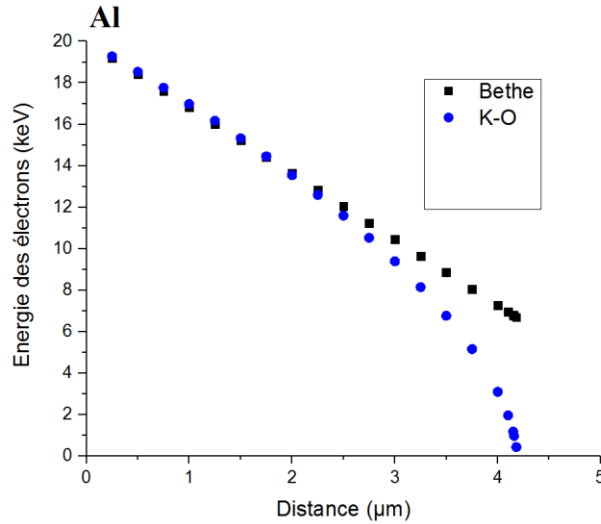 Al
20
18
16
14
12
10
8
6
4
2
0
Energie des électrons (keV)
Bethe
K-O
0 1 2 3 4 5
Distance (µm)